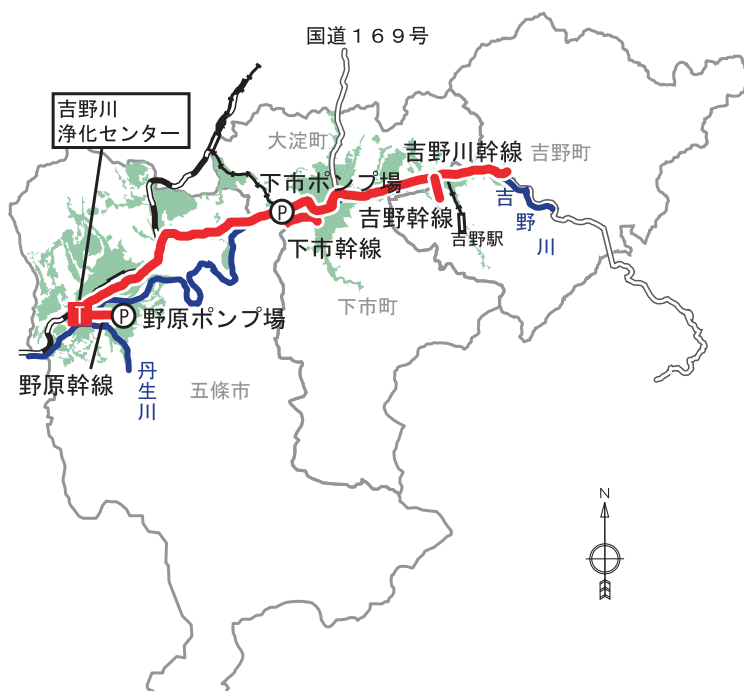 国道１６９号
吉野川
浄化センター
大淀町
吉野川幹線
吉野町
下市ポンプ場
P
吉野幹線
吉野川
下市幹線
吉野駅
下市町
T
P
野原ポンプ場
野原幹線
丹生川
五條市
N